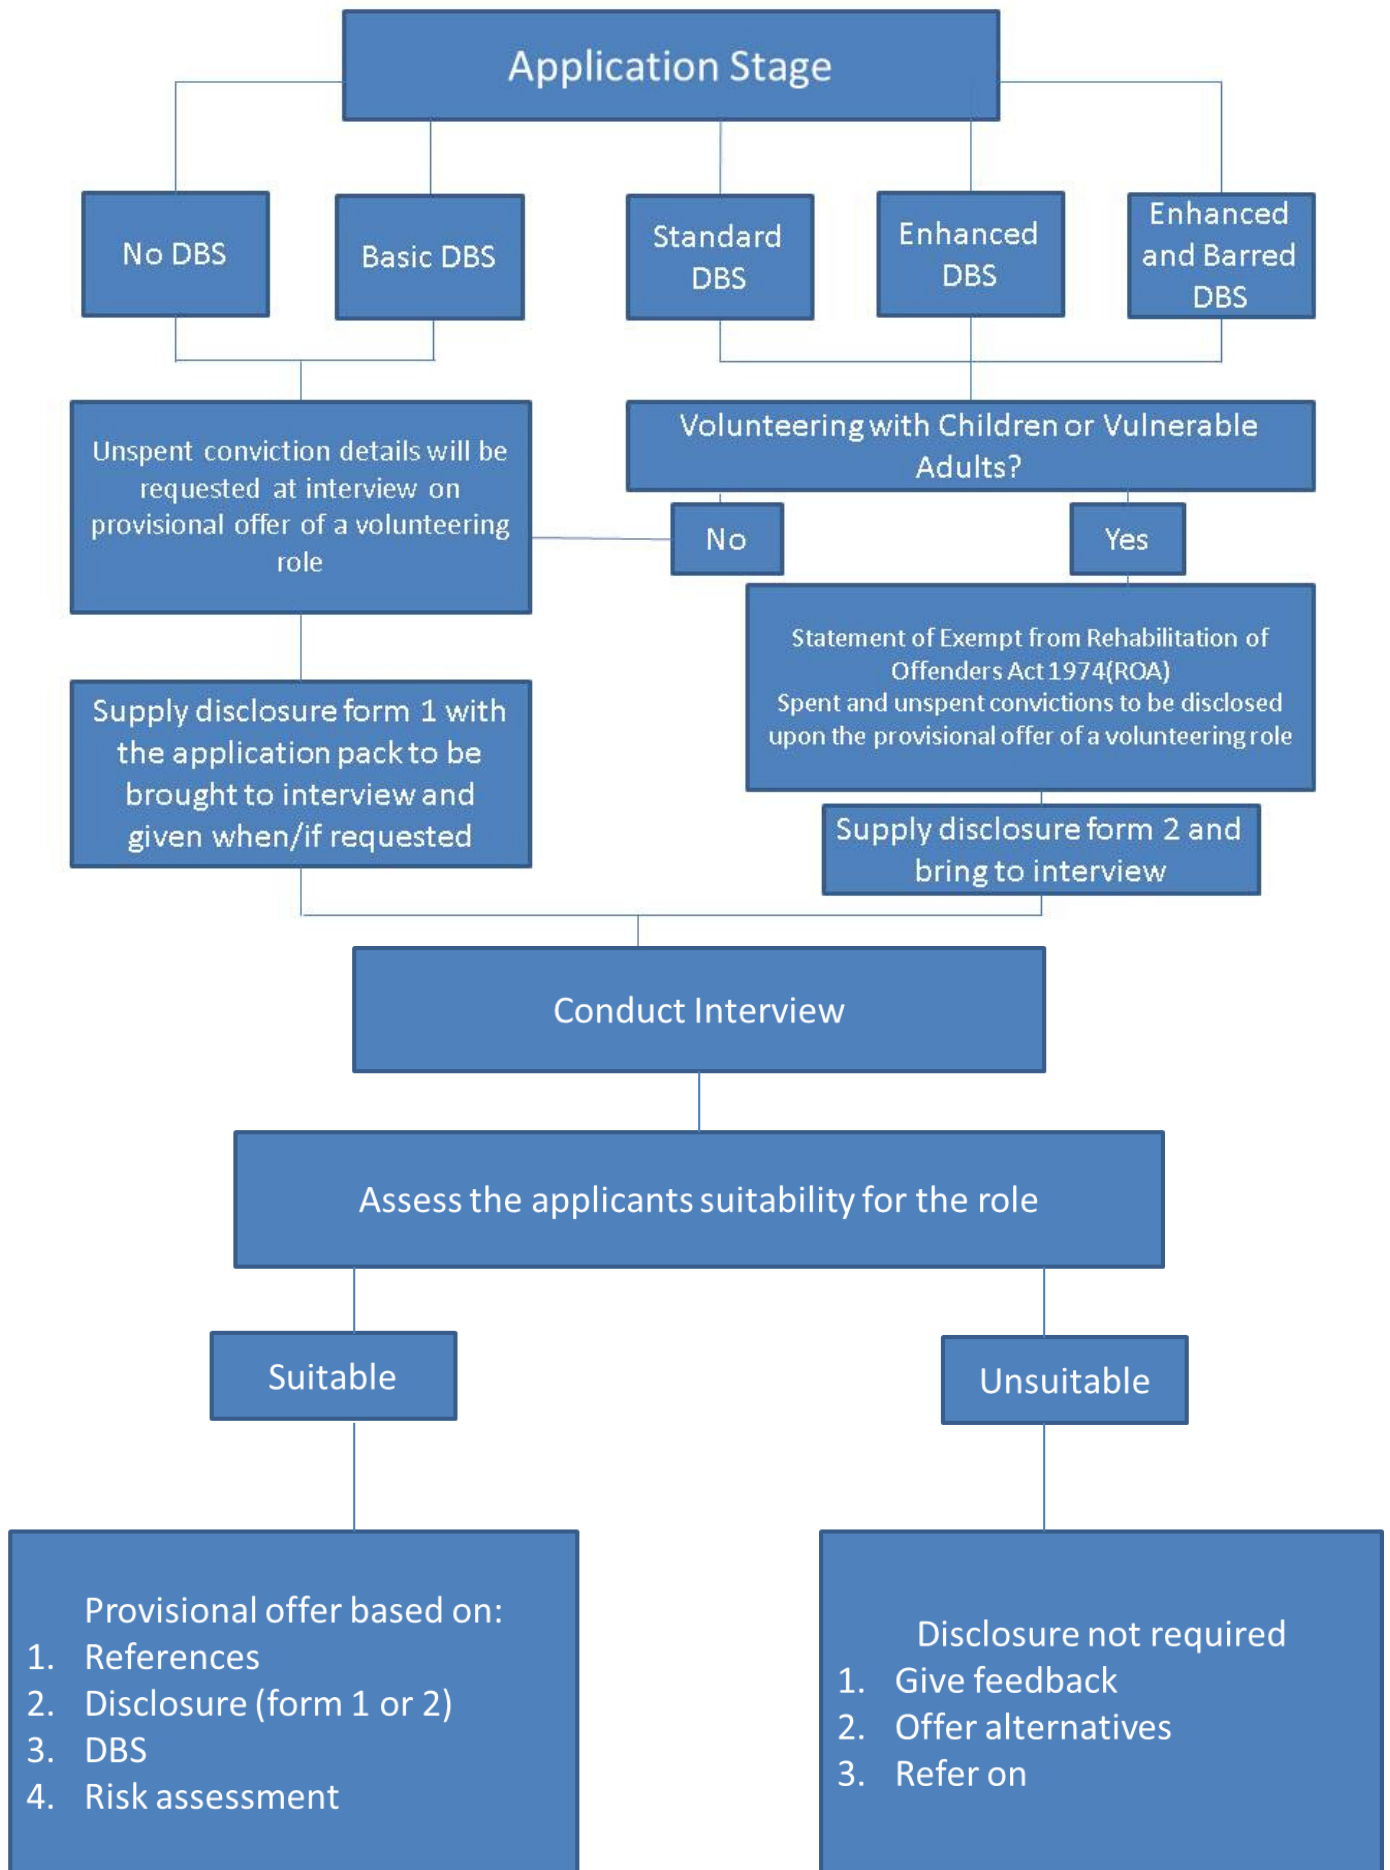 Application Stage
No DBS
Basic DBS
Standard
DBS
Enhanced
DBS
Enhanced
and Barred
DBS
Unspent conviction details will be
requested at interview on
provisional offer of a volunteering
role
Volunteering with Children or Vulnerable
Adults?
No
Yes
Statement of Exempt from Rehabilitation of
Offenders Act 1974(ROA)
Spent and unspent convictions to be disclosed
upon the provisional offer of a volunteering role
Supply disclosure form 1 with
the application pack to be
brought to interview and
given when/if requested
Supply disclosure form 2 and
bring to interview
Conduct Interview
Assess the applicants suitability for the role
Suitable
Unsuitable
Provisional offer based on:
1. References
2. Disclosure (form 1 or 2)
3. DBS
4. Risk assessment
Disclosure not required
1. Give feedback
2. Offer alternatives
3. Refer on